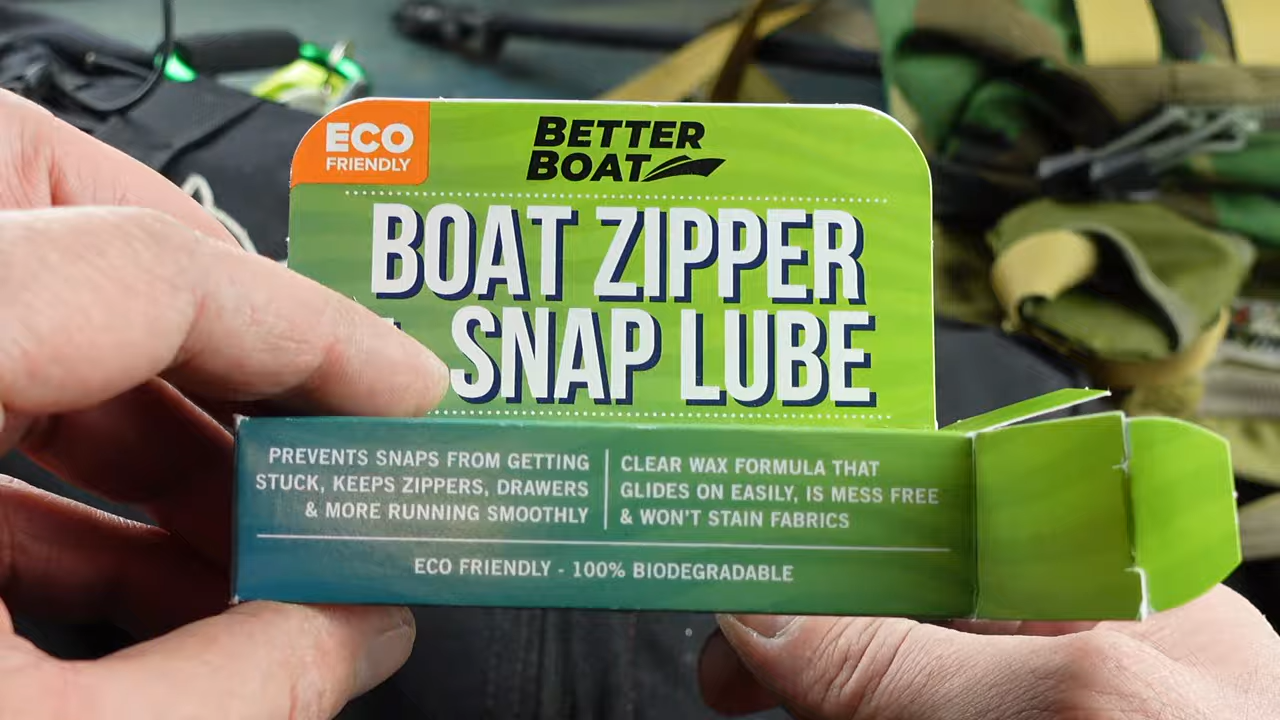 ECO
FRIENDLY
BETTER
BOAT
BOAT ZIPPER
SNAP LUBE
PREVENTS SNAPS FROM GETTING
STUCK, KEEPS ZIPPERS, DRAWERS
& MORE RUNNING SMOOTHLY
CLEAR WAX FORMULA THAT
GLIDES ON EASILY, IS MESS FREE
& WON'T STAIN FABRICS
ECO FRIENDLY - 100% BIODEGRADABLE